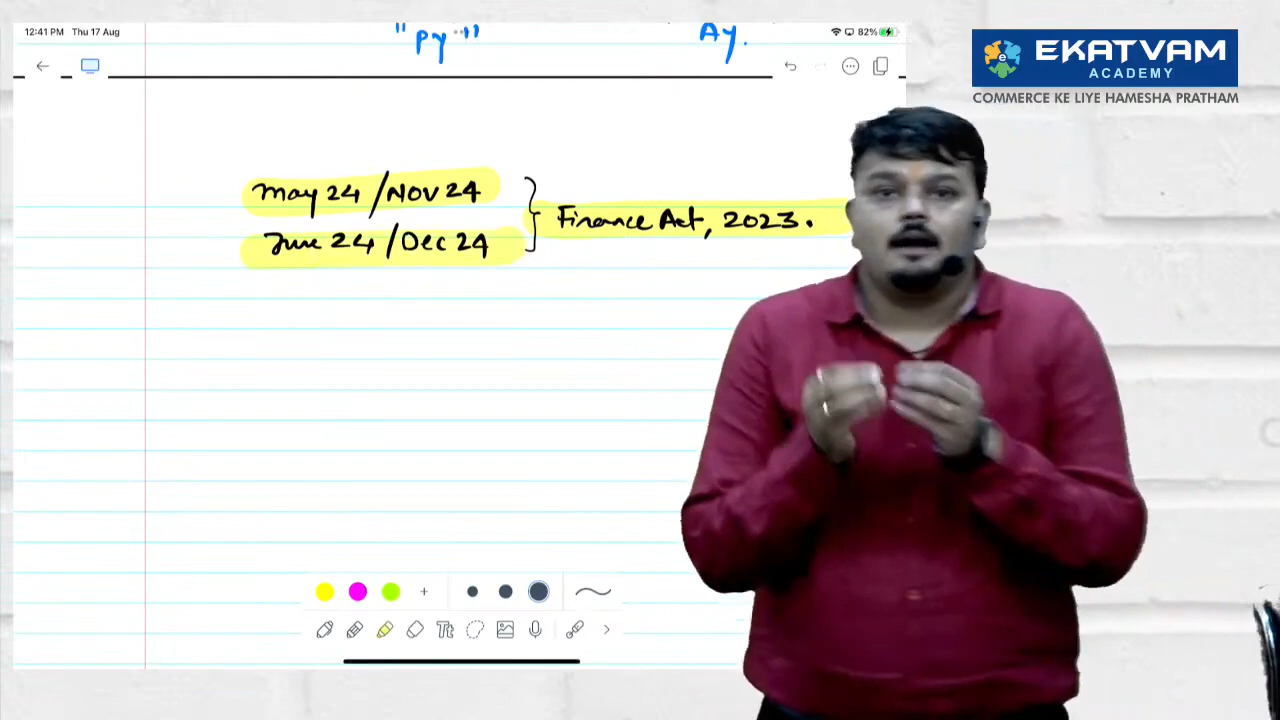 12:41 PM Thu 17 Aug
"py"
Ay.
82%
EKATVAM
ACADEMY
COMMERCE KE LIYE HAMESHA PRATHAM
May 24 / Nov 24
June 24 / Dec 24
Finance Act, 2023.
Tt